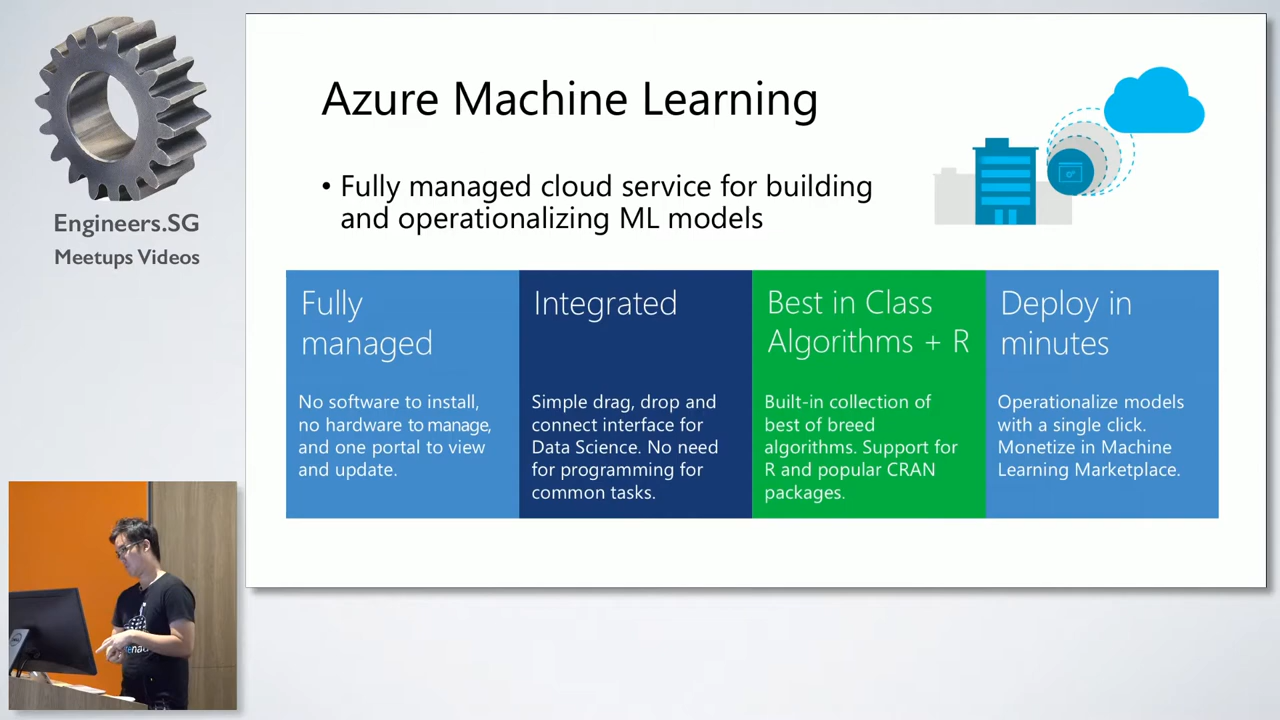 Engineers.SG
Meetups Videos
Azure Machine Learning
• Fully managed cloud service for building
and operationalizing ML models
Fully
managed
No software to install,
no hardware to manage,
and one portal to view
and update.
Integrated
Simple drag, drop and
connect interface for
Data Science. No need
for programming for
common tasks.
Best in Class
Algorithms + R
Built-in collection of
best of breed
algorithms. Support for
R and popular CRAN
packages.
Deploy in
minutes
Operationalize models
with a single click.
Monetize in Machine
Learning Marketplace.